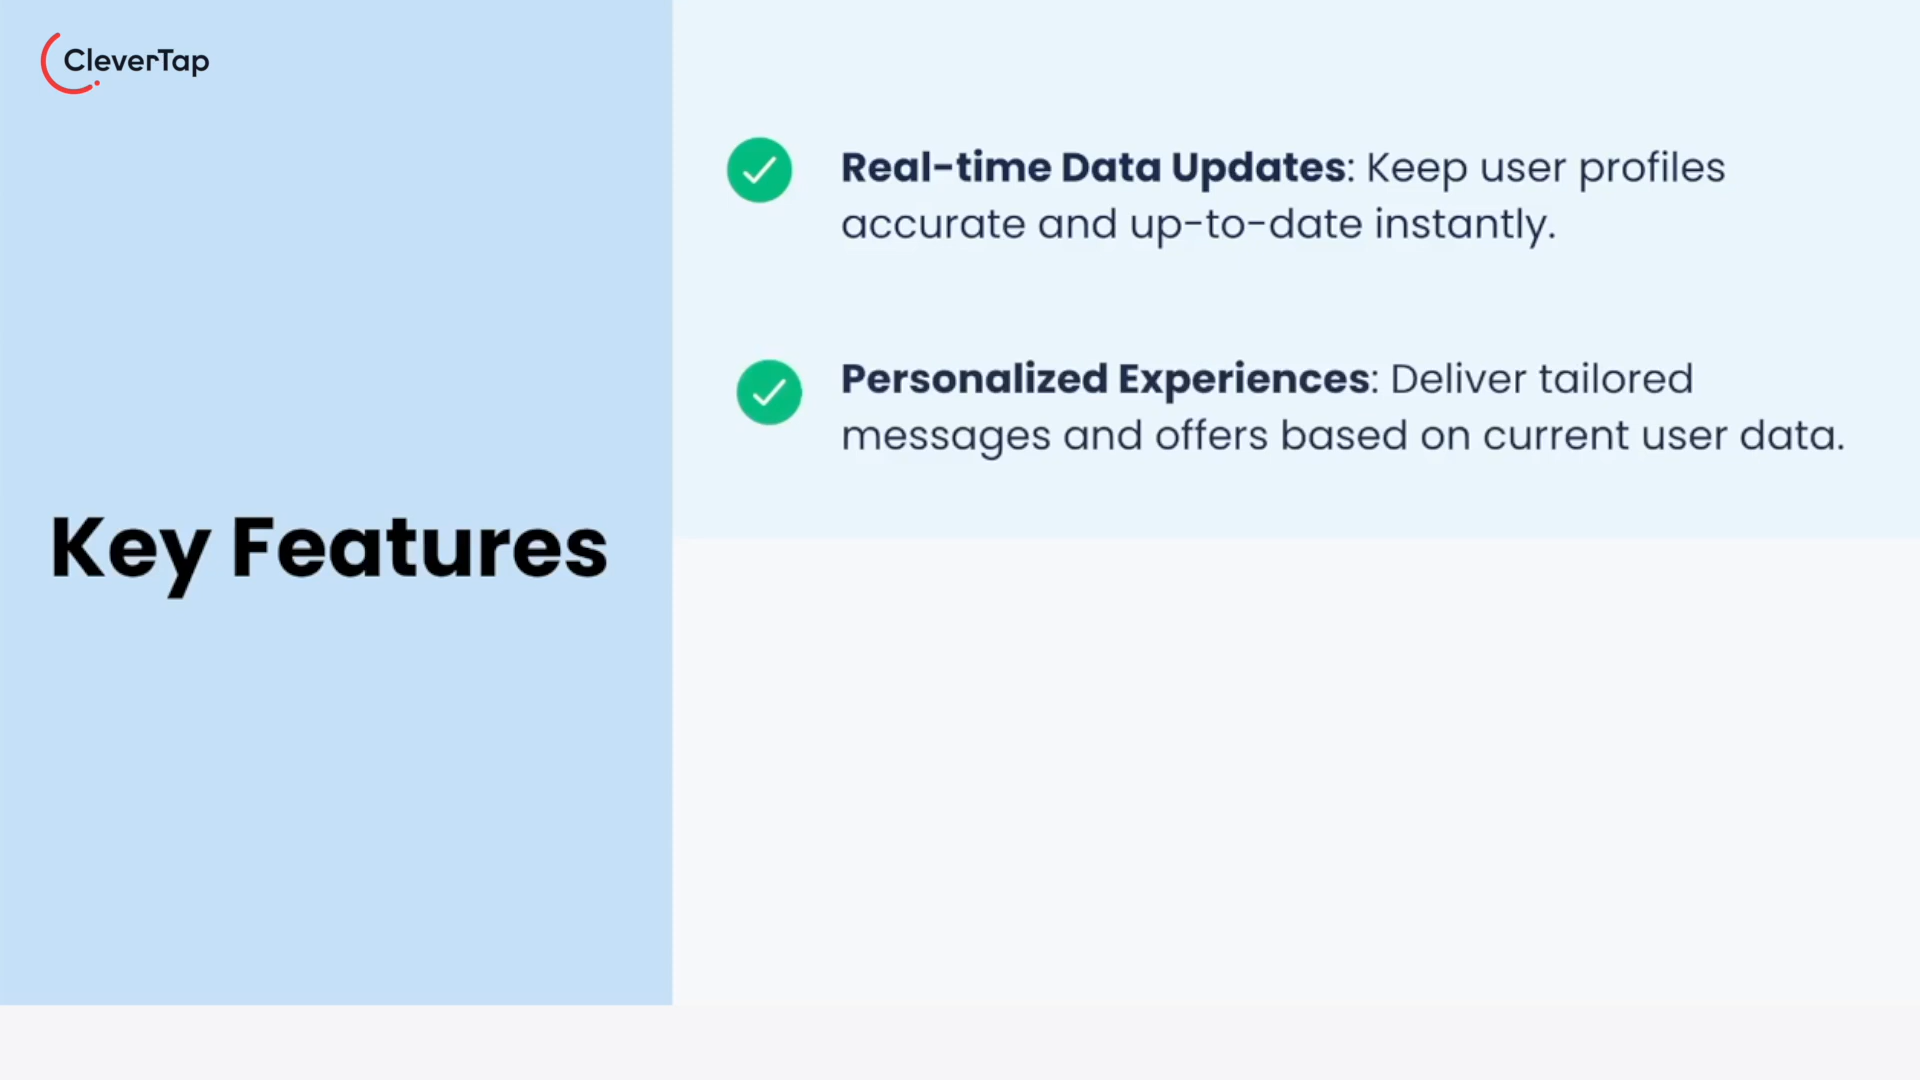 CleverTap
Key Features
Real-time Data Updates: Keep user profiles
accurate and up-to-date instantly.
Personalized Experiences: Deliver tailored
messages and offers based on current user data.